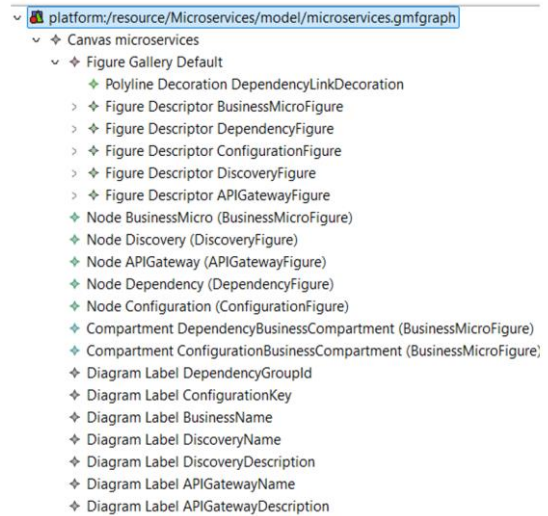 platform:/resource/Microservices/model/microservices.gmfgraph
Canvas microservices
Figure Gallery Default
Polyline Decoration DependencyLinkDecoration
Figure Descriptor BusinessMicroFigure
Figure Descriptor DependencyFigure
Figure Descriptor ConfigurationFigure
Figure Descriptor DiscoveryFigure
Figure Descriptor APIGatewayFigure
Node BusinessMicro (BusinessMicroFigure)
Node Discovery (DiscoveryFigure)
Node APIGateway (APIGatewayFigure)
Node Dependency (DependencyFigure)
Node Configuration (ConfigurationFigure)
Compartment DependencyBusinessCompartment (BusinessMicroFigure)
Compartment ConfigurationBusinessCompartment (BusinessMicroFigure)
Diagram Label DependencyGroupId
Diagram Label ConfigurationKey
Diagram Label BusinessName
Diagram Label DiscoveryName
Diagram Label DiscoveryDescription
Diagram Label APIGatewayName
Diagram Label APIGatewayDescription